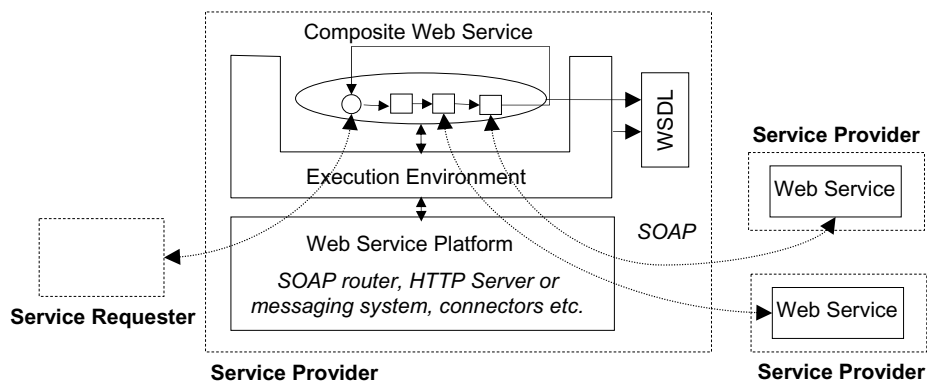 Composite Web Service
WSDL
Execution Environment
Web Service Platform
SOAP router, HTTP Server or
messaging system, connectors etc.
SOAP
Service Provider
Web Service
Web Service
Service Provider
Service Requester
Service Provider